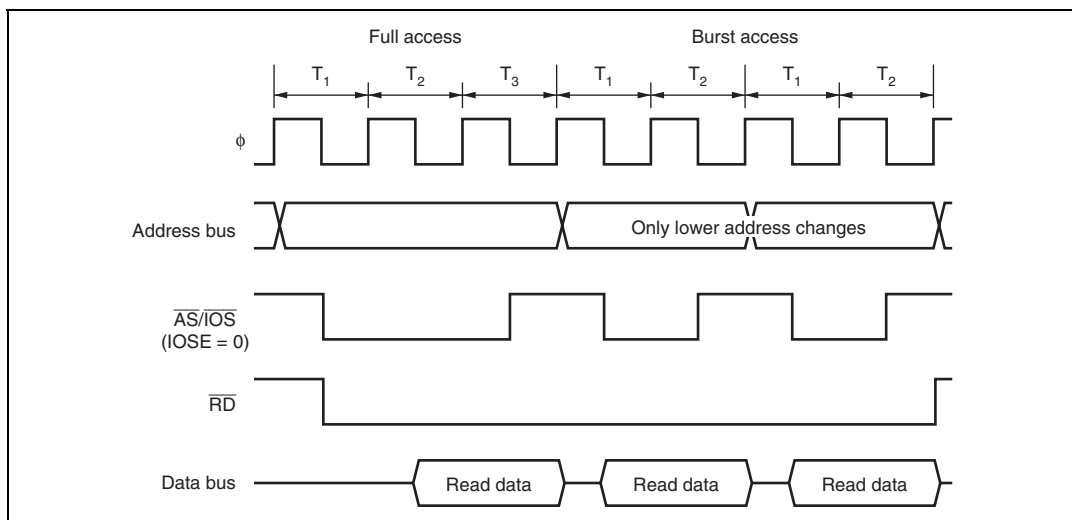 Full access Burst access
T1 T2 T3 T1 T2 T1 T2
ϕ
Address bus Only lower address changes
AS/IOS
(IOSE = 0)
RD
Data bus Read data Read data Read data